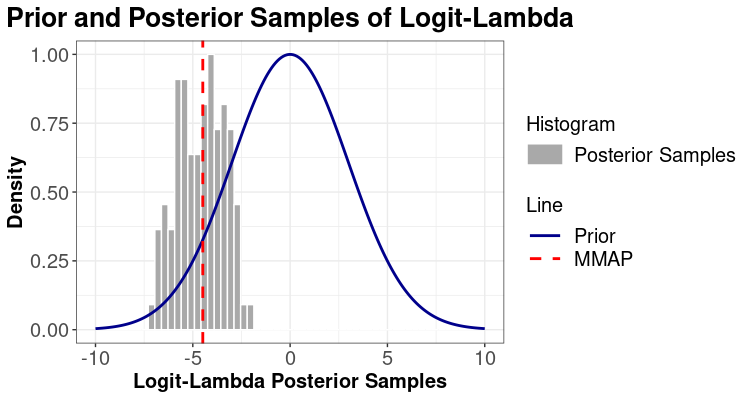 Prior and Posterior Samples of Logit-Lambda
Density
1.00
0.75
0.50
0.25
0.00
-10
-5
0
5
10
Logit-Lambda Posterior Samples
Histogram
Posterior Samples
Line
Prior
MMAP